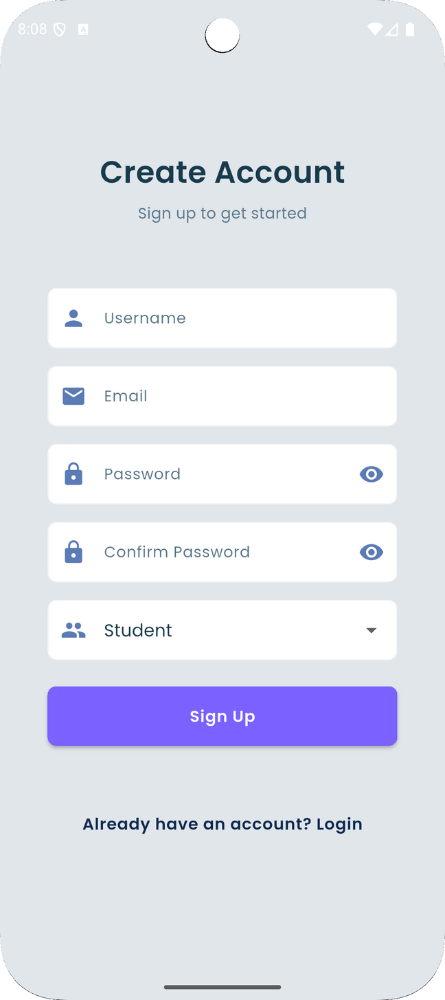 8:08 A
Create Account
Sign up to get started
Username
Email
Password
Confirm Password
Student
Sign Up
Already have an account? Login